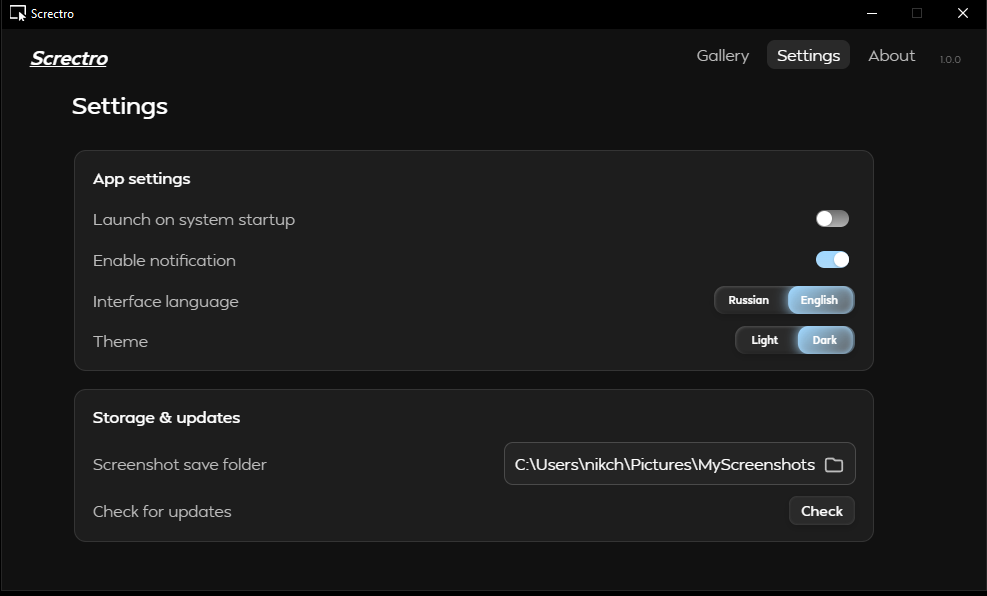 Screctro
Screctro
Gallery Settings About 1.0.0
Settings
App settings
Launch on system startup
Enable notification
Interface language Russian English
Theme Light Dark
Storage & updates
Screenshot save folder C:\Users\nikch\Pictures\MyScreenshots
Check for updates Check